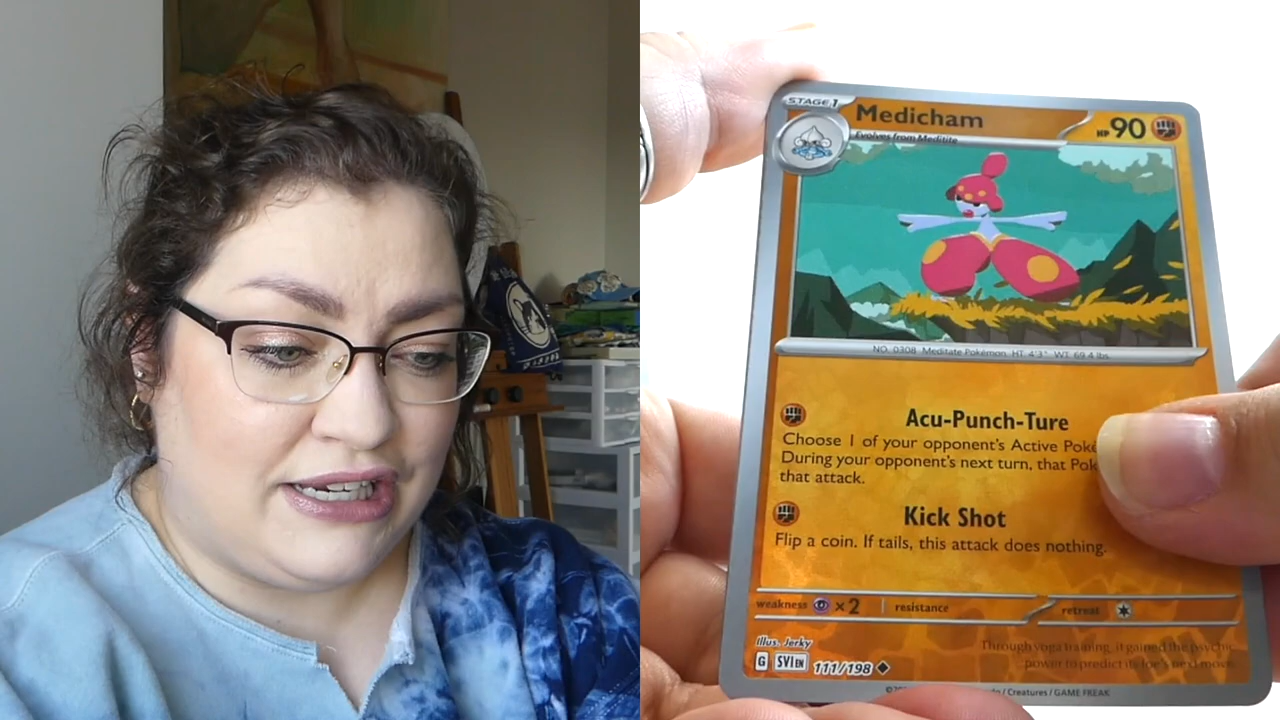 STAGE 1
Medicham
HP 90
Evolves from Meditite
NO. 0308 Meditate Pokémon. HT. 4'3" WT. 69.4 lbs.
Acu-Punch-Ture
Choose 1 of your opponent's Active Poké
During your opponent's next turn, that Pok
that attack.
Kick Shot
Flip a coin. If tails, this attack does nothing.
weakness ×2 resistance retreat
Illus. Jerky
Through yoga training, it gained the psychic
power to predict its foe's next move.
G SVI EN 111/198
/ Creatures / GAME FREAK